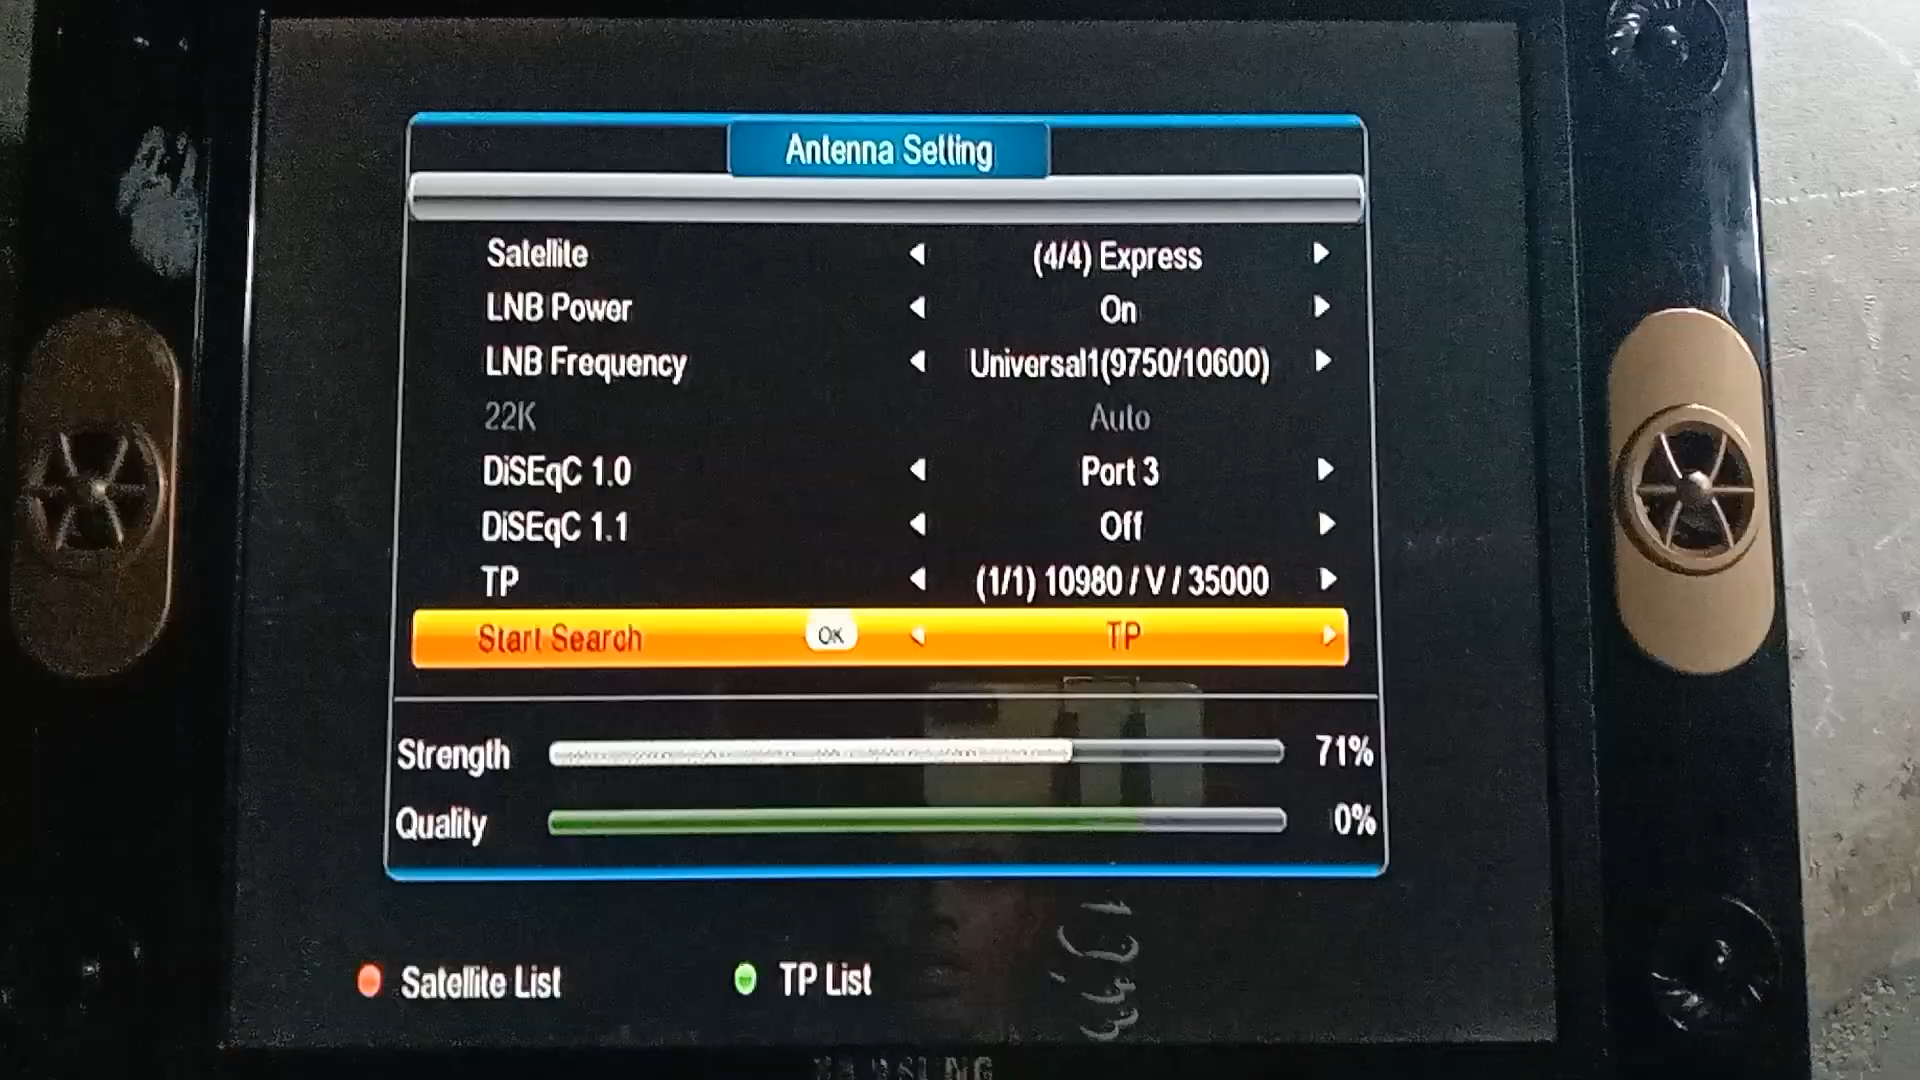 Antenna Setting
Satellite (4/4) Express
LNB Power On
LNB Frequency Universal1(9750/10600)
22K Auto
DiSEqC 1.0 Port 3
DiSEqC 1.1 Off
TP (1/1) 10980 / V / 35000
Start Search OK TP
Strength 71%
Quality 0%
Satellite List TP List
SAMSUNG